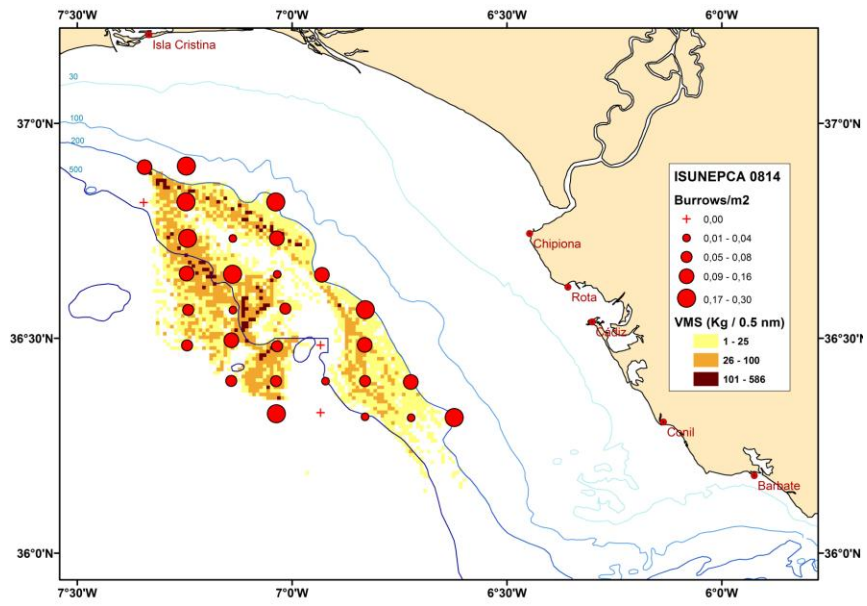 7°30'W 7°0'W 6°30'W 6°0'W
Isla Cristina
30
37°0'N 37°0'N
100
200
500
ISUNEPCA 0814
Burrows/m2
0,00
0,01 - 0,04
0,05 - 0,08
0,09 - 0,16
0,17 - 0,30
VMS (Kg / 0.5 nm)
1 - 25
26 - 100
101 - 586
Chipiona
Rota
Cádiz
36°30'N 36°30'N
Conil
Barbate
36°0'N 36°0'N
7°30'W 7°0'W 6°30'W 6°0'W